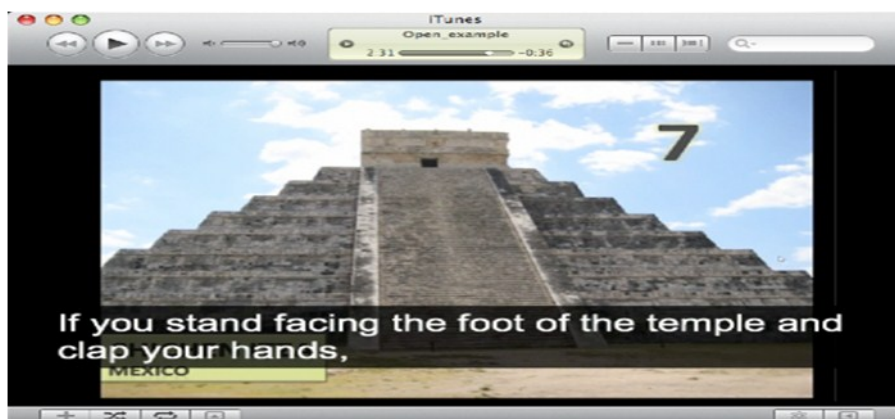 iTunes
Open_example
2:31 -0:36
7
If you stand facing the foot of the temple and
clap your hands,
MEXICO